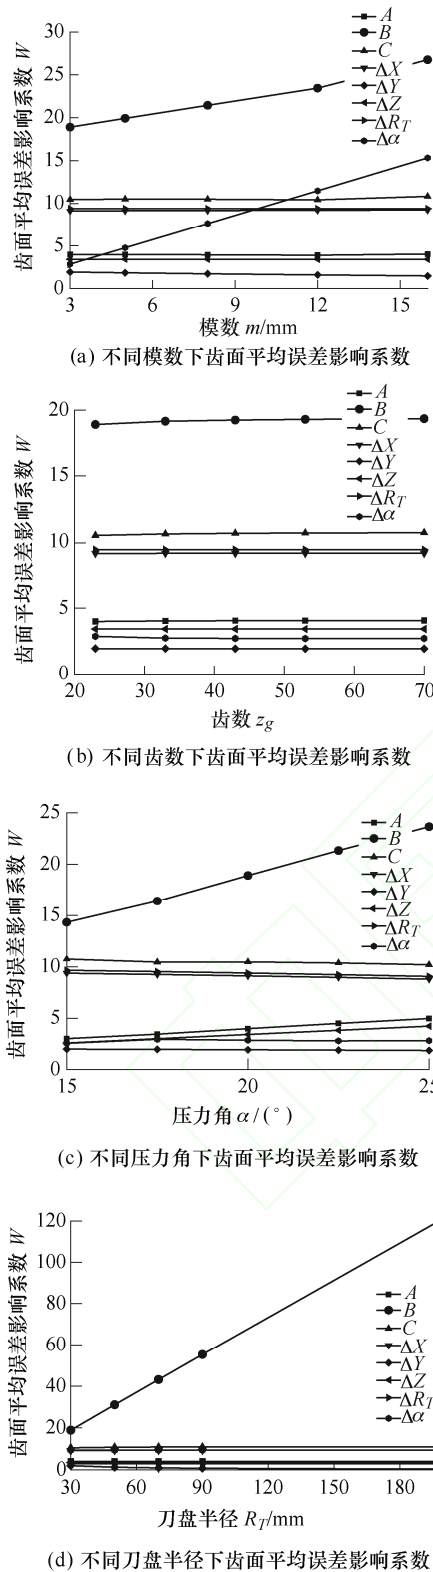 齿面平均误差影响系数 W
30
25
20
15
10
5
0
3
6
9
12
15
A
B
C
ΔX
ΔY
ΔZ
ΔR_T
Δα
模数 m/mm
(a) 不同模数下齿面平均误差影响系数
齿面平均误差影响系数 W
20
15
10
5
0
20
30
40
50
60
70
A
B
C
ΔX
ΔY
ΔZ
ΔR_T
Δα
齿数 z_g
(b) 不同齿数下齿面平均误差影响系数
齿面平均误差影响系数 W
25
20
15
10
5
0
15
20
25
A
B
C
ΔX
ΔY
ΔZ
ΔR_T
Δα
压力角 α/(°)
(c) 不同压力角下齿面平均误差影响系数
齿面平均误差影响系数 W
120
100
80
60
40
20
0
30
60
90
120
150
180
A
B
C
ΔX
ΔY
ΔZ
ΔR_T
Δα
刀盘半径 R_T/mm
(d) 不同刀盘半径下齿面平均误差影响系数